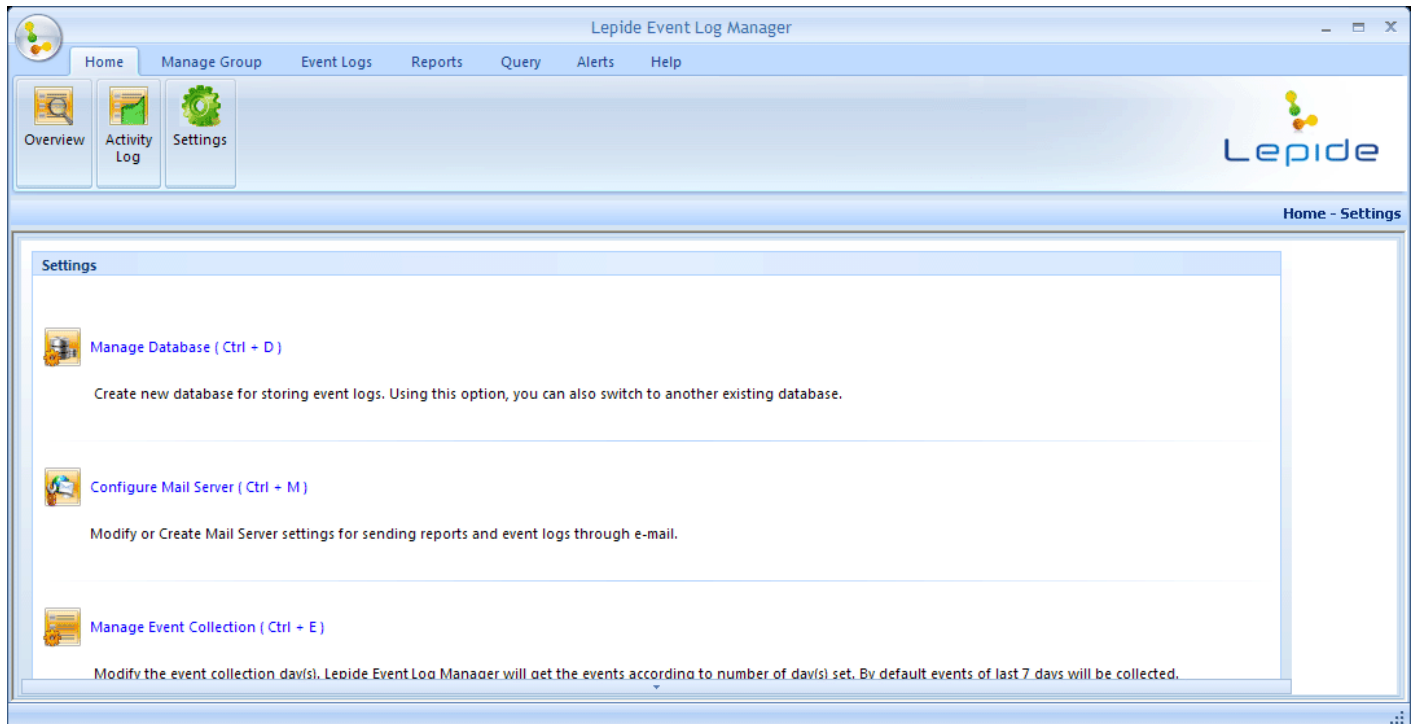 Lepide Event Log Manager
Home Manage Group Event Logs Reports Query Alerts Help
Overview Activity Log Settings
Lepide
Home - Settings
Settings
Manage Database ( Ctrl + D )
Create new database for storing event logs. Using this option, you can also switch to another existing database.
Configure Mail Server ( Ctrl + M )
Modify or Create Mail Server settings for sending reports and event logs through e-mail.
Manage Event Collection ( Ctrl + E )
Modify the event collection day(s). Lepide Event Log Manager will get the events according to number of day(s) set. By default events of last 7 days will be collected.